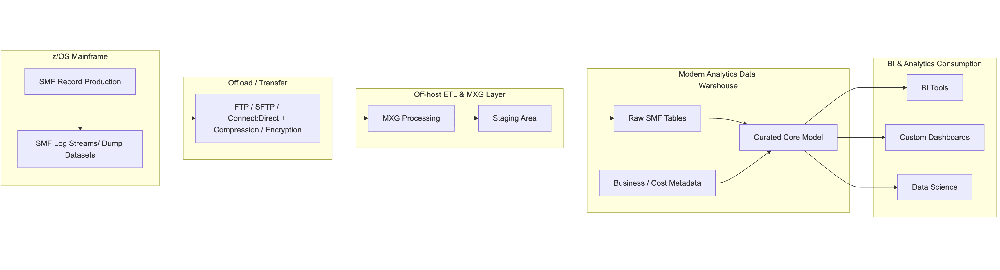 z/OS Mainframe
SMF Record Production
SMF Log Streams/ Dump
Datasets
Offload / Transfer
FTP / SFTP /
Connect:Direct +
Compression / Encryption
Off-host ETL & MXG Layer
MXG Processing
Staging Area
Modern Analytics Data
Warehouse
Raw SMF Tables
Curated Core Model
Business / Cost Metadata
BI & Analytics Consumption
BI Tools
Custom Dashboards
Data Science